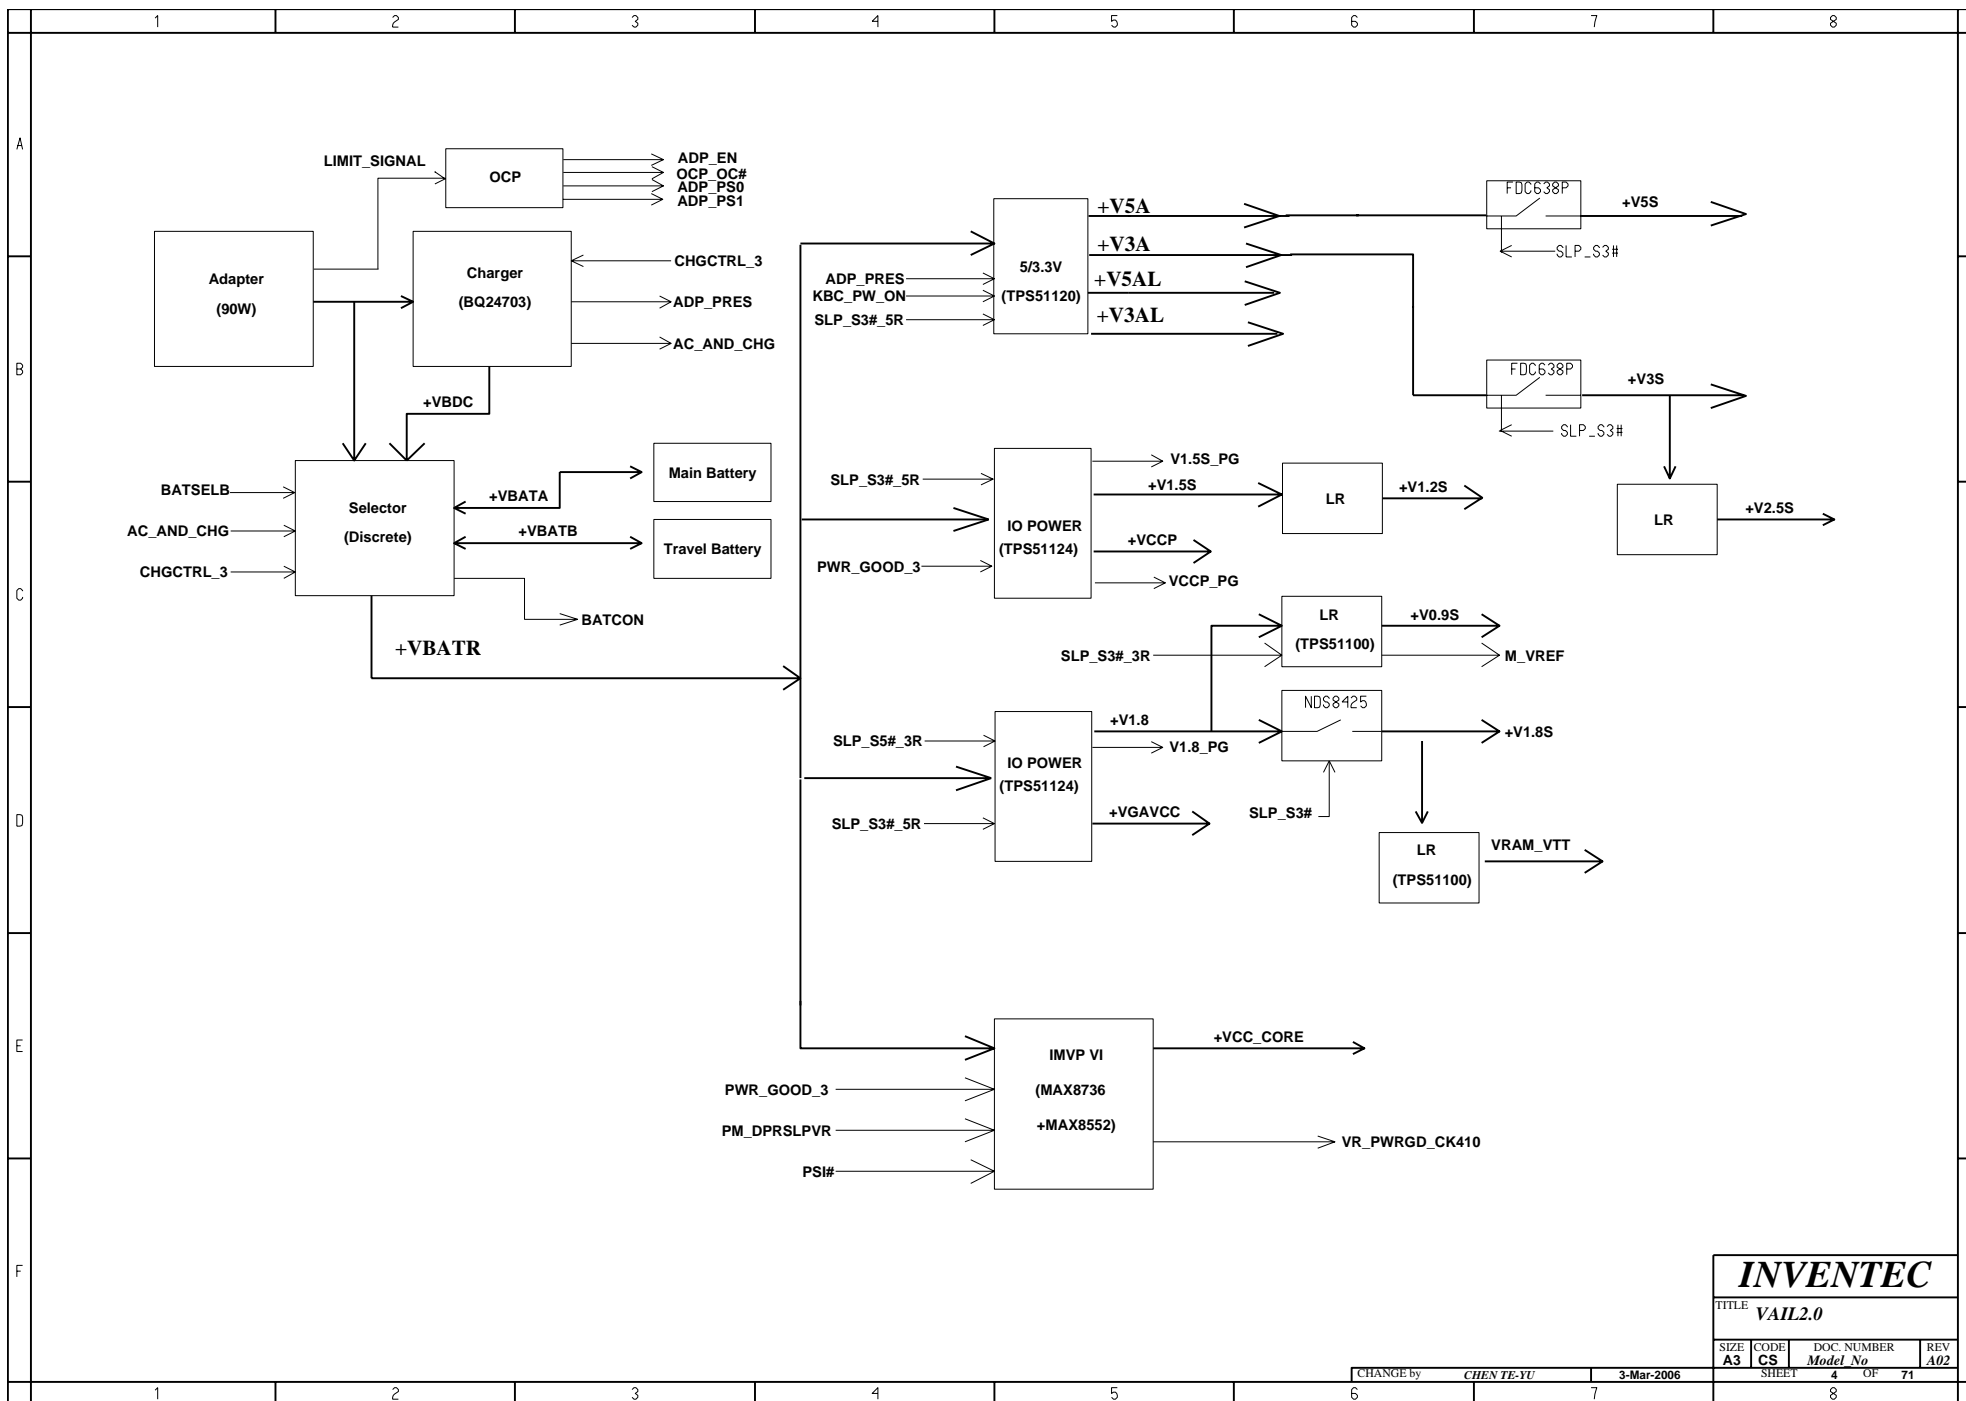 1 2 3 4 5 6 7 8
A
B
C
D
E
F
LIMIT_SIGNAL
OCP
ADP_EN
OCP_OC#
ADP_PS0
ADP_PS1
Adapter
(90W)
Charger
(BQ24703)
CHGCTRL_3
ADP_PRES
AC_AND_CHG
+VBDC
BATSELB
AC_AND_CHG
CHGCTRL_3
Selector
(Discrete)
+VBATA
+VBATB
Main Battery
Travel Battery
BATCON
+VBATR
ADP_PRES
KBC_PW_ON
SLP_S3#_5R
5/3.3V
(TPS51120)
+V5A
+V3A
+V5AL
+V3AL
FDC638P
+V5S
SLP_S3#
FDC638P
+V3S
SLP_S3#
LR
+V2.5S
SLP_S3#_5R
PWR_GOOD_3
IO POWER
(TPS51124)
V1.5S_PG
+V1.5S
+VCCP
VCCP_PG
LR
+V1.2S
SLP_S3#_3R
LR
(TPS51100)
+V0.9S
M_VREF
SLP_S5#_3R
SLP_S3#_5R
IO POWER
(TPS51124)
+V1.8
V1.8_PG
+VGAVCC
NDS8425
+V1.8S
SLP_S3#
LR
(TPS51100)
VRAM_VTT
PWR_GOOD_3
PM_DPRSLPVR
PSI#
IMVP VI
(MAX8736
+MAX8552)
+VCC_CORE
VR_PWRGD_CK410
INVENTEC
TITLE VAIL2.0
SIZE CODE DOC. NUMBER REV
A3 CS Model_No A02
CHANGE by CHEN TE-YU 3-Mar-2006 SHEET 4 OF 71
1 2 3 4 5 6 7 8